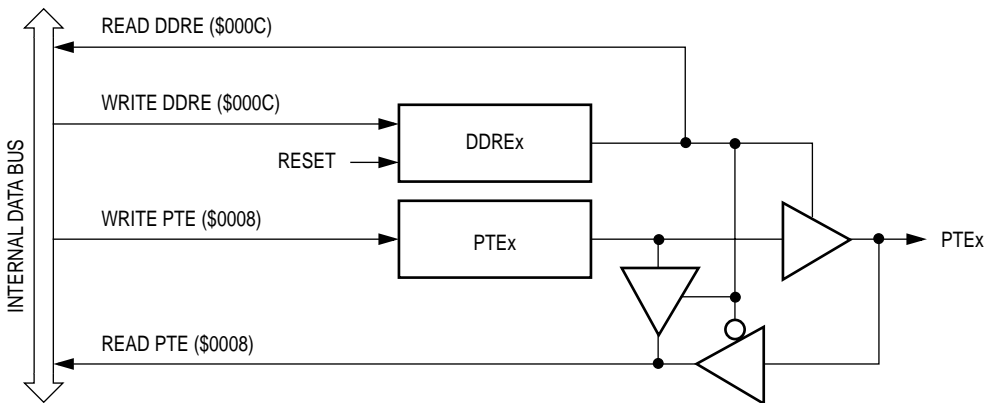 READ DDRE ($000C)
WRITE DDRE ($000C)
DDREx
RESET
WRITE PTE ($0008)
PTEx
PTEx
READ PTE ($0008)
INTERNAL DATA BUS